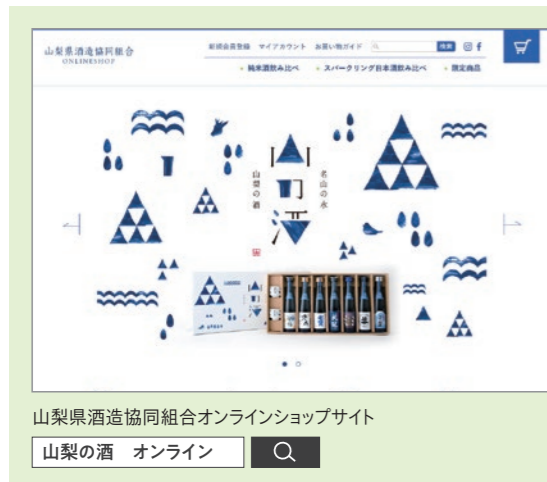 山梨県酒造協同組合
ONLINESHOP
新規会員登録 マイアカウント お買い物ガイド 検索
純米酒飲み比べ スパークリング日本酒飲み比べ 限定商品
名山の水
山梨の酒
山梨県酒造協同組合オンラインショップサイト
山梨の酒 オンライン